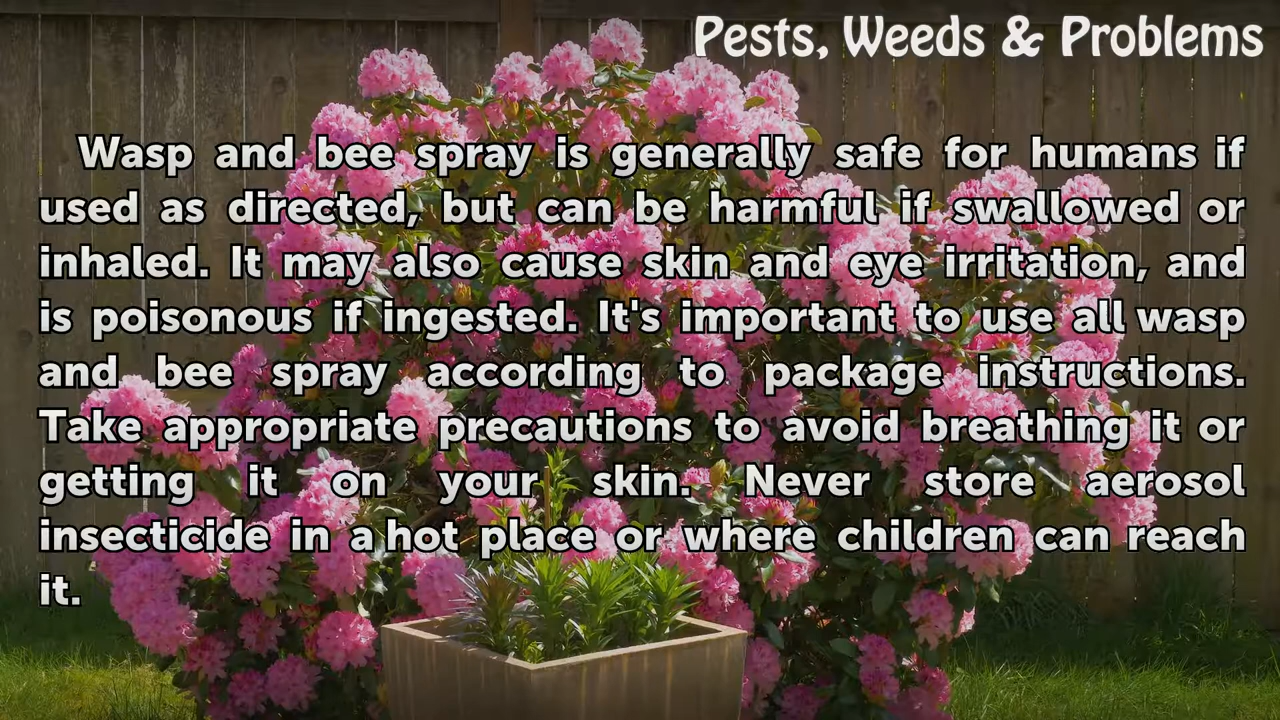 Pests, Weeds & Problems
Wasp and bee spray is generally safe for humans if
used as directed, but can be harmful if swallowed or
inhaled. It may also cause skin and eye irritation, and
is poisonous if ingested. It's important to use all wasp
and bee spray according to package instructions.
Take appropriate precautions to avoid breathing it or
getting it on your skin. Never store aerosol
insecticide in a hot place or where children can reach
it.